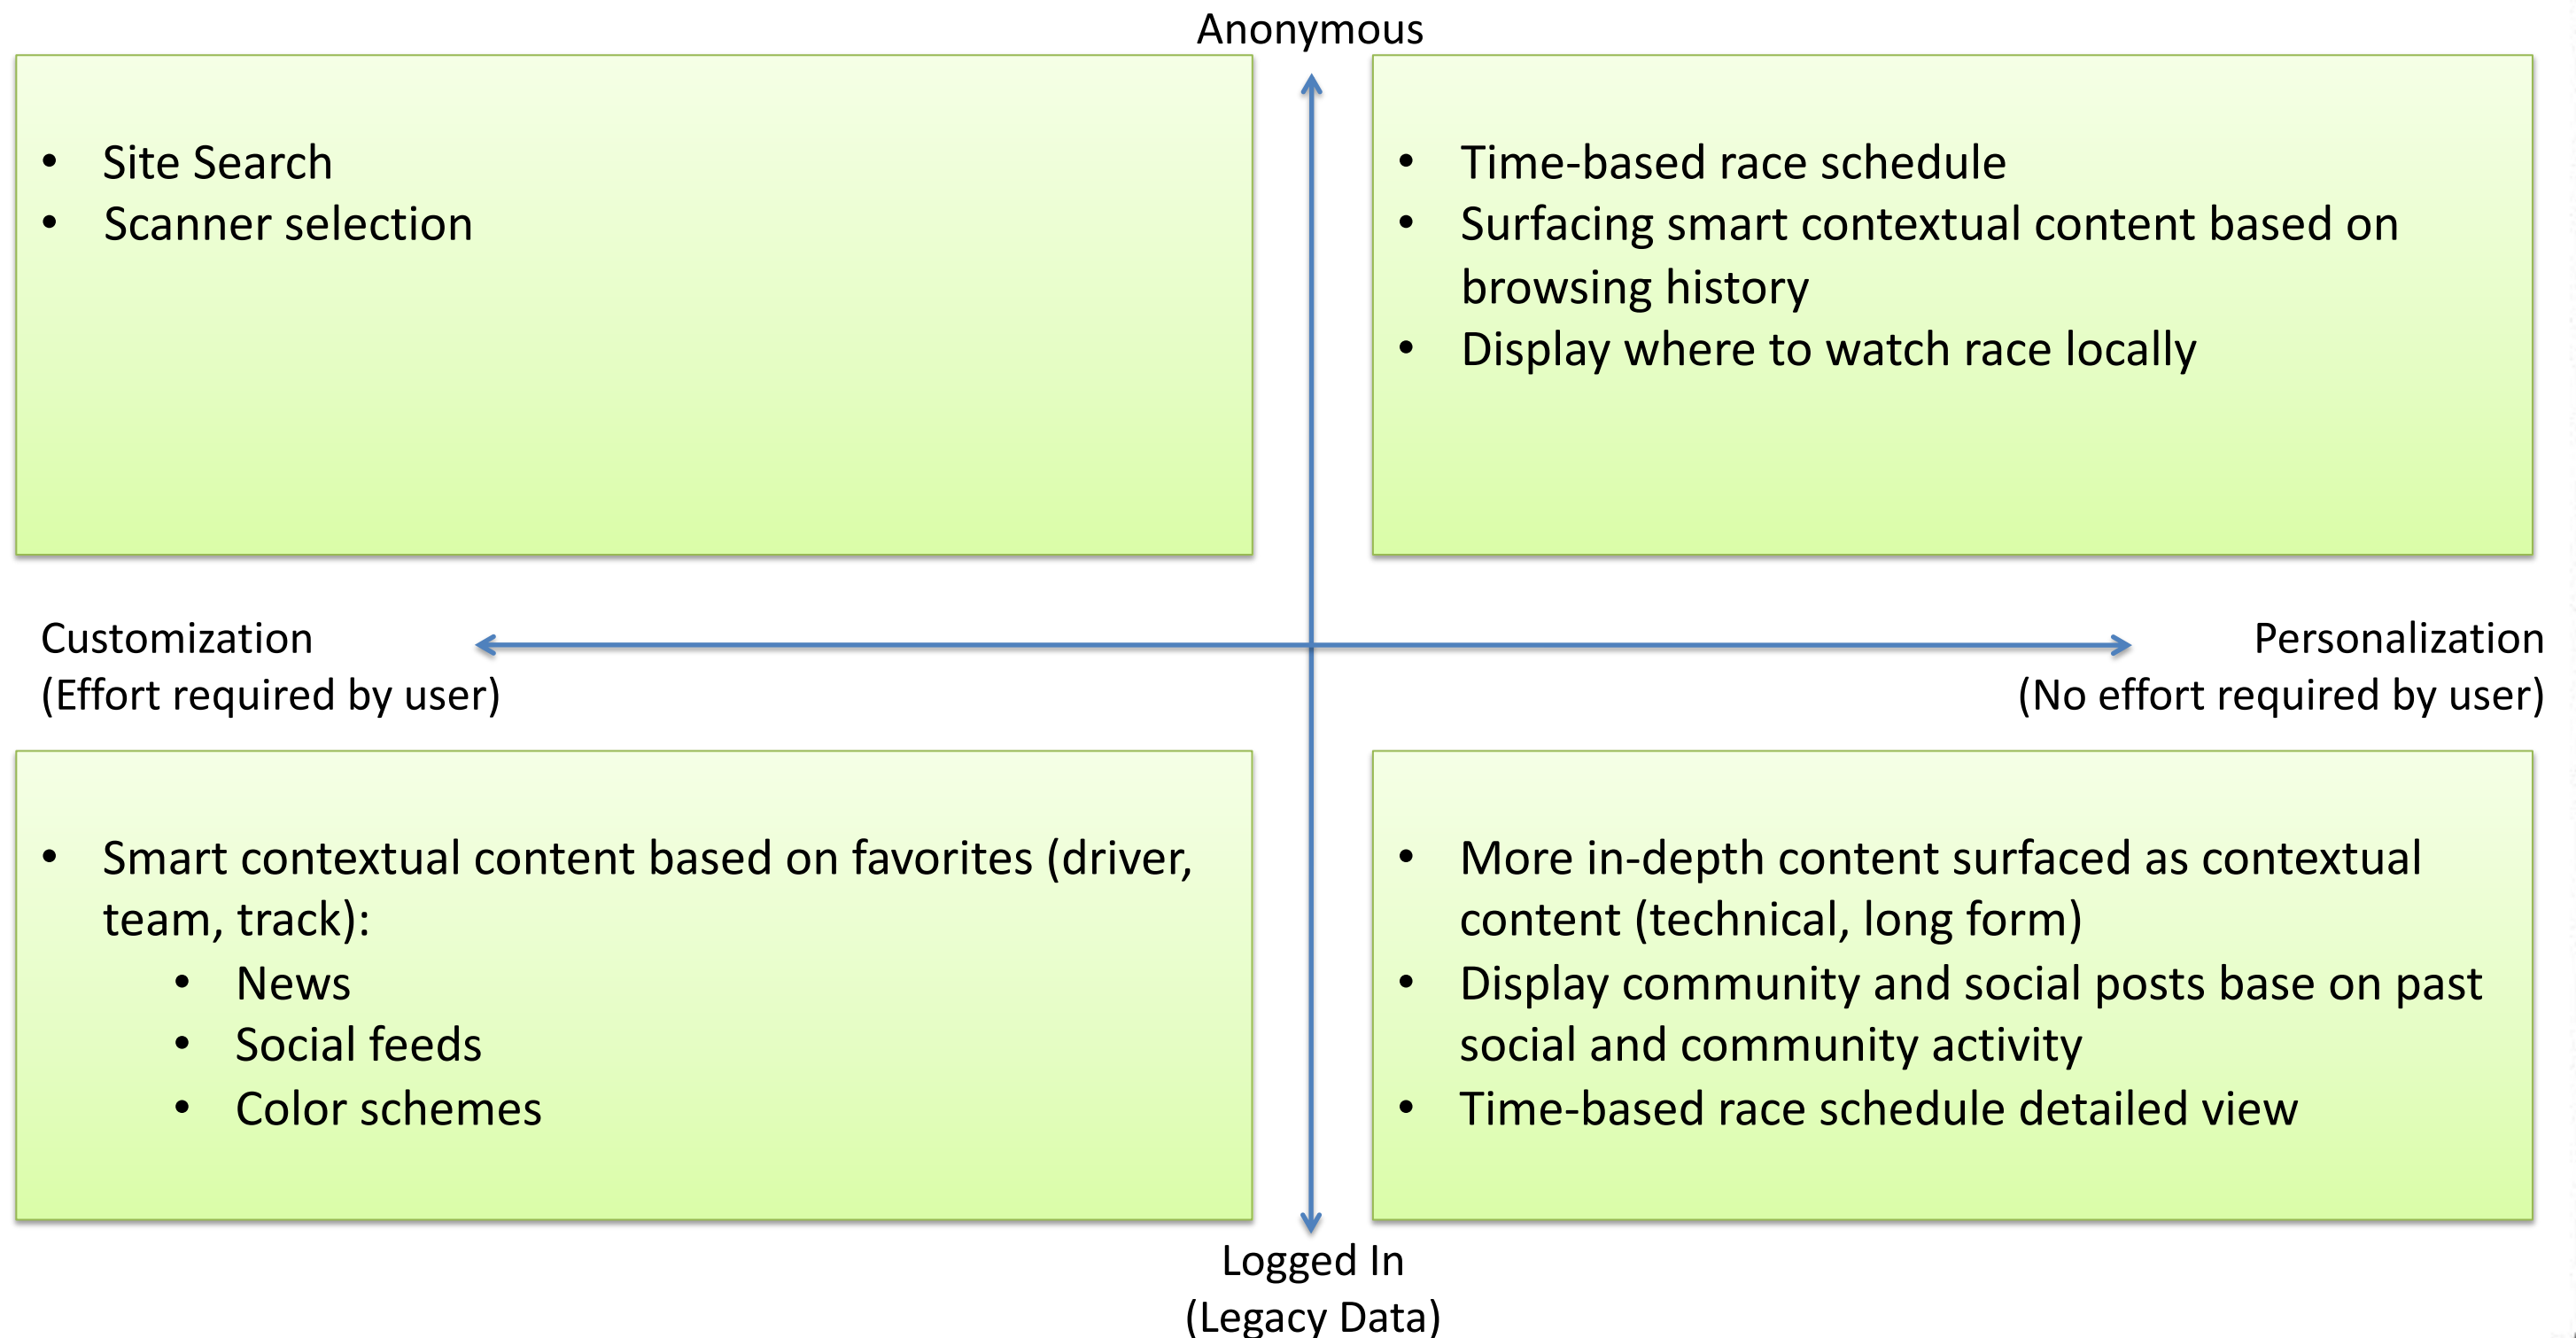 Anonymous
• Site Search
• Scanner selection
• Time-based race schedule
• Surfacing smart contextual content based on
browsing history
• Display where to watch race locally
Customization
(Effort required by user)
Personalization
(No effort required by user)
• Smart contextual content based on favorites (driver,
team, track):
• News
• Social feeds
• Color schemes
• More in-depth content surfaced as contextual
content (technical, long form)
• Display community and social posts base on past
social and community activity
• Time-based race schedule detailed view
Logged In
(Legacy Data)